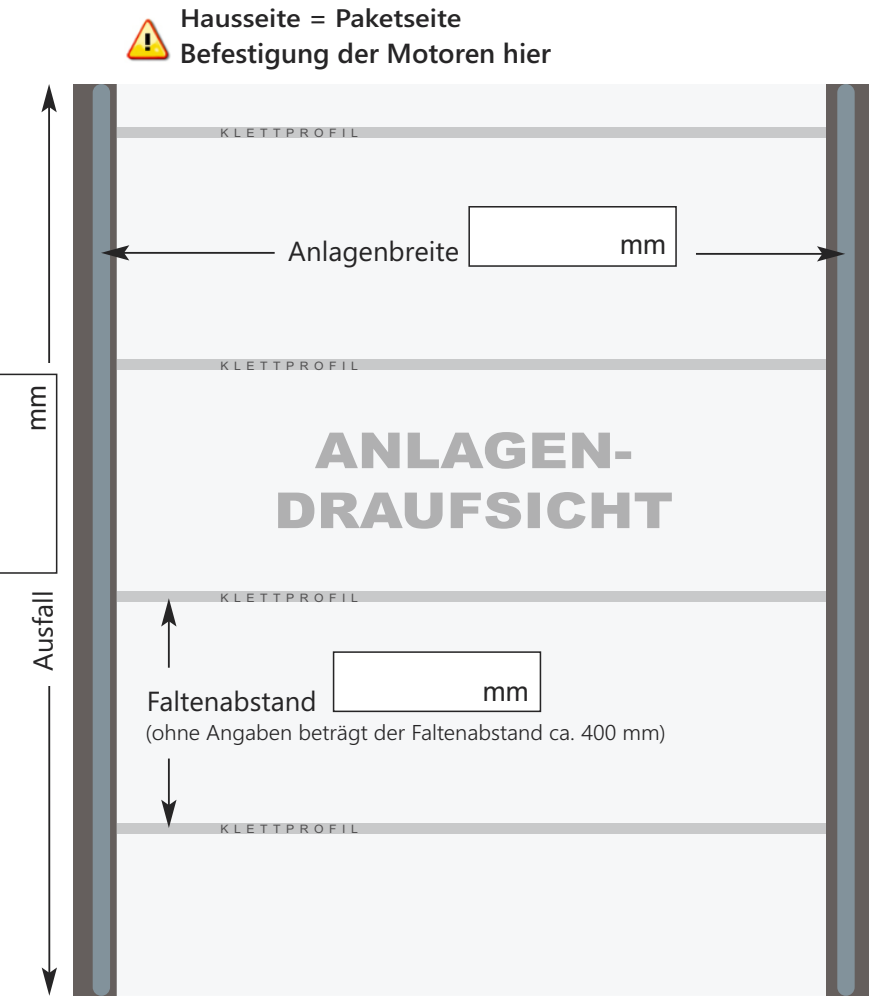 Hausseite = Paketseite
Befestigung der Motoren hier
KLETTPROFIL
Anlagenbreite mm
KLETTPROFIL
mm
ANLAGEN-
DRAUFSICHT
KLETTPROFIL
Ausfall
Faltenabstand mm
(ohne Angaben beträgt der Faltenabstand ca. 400 mm)
KLETTPROFIL